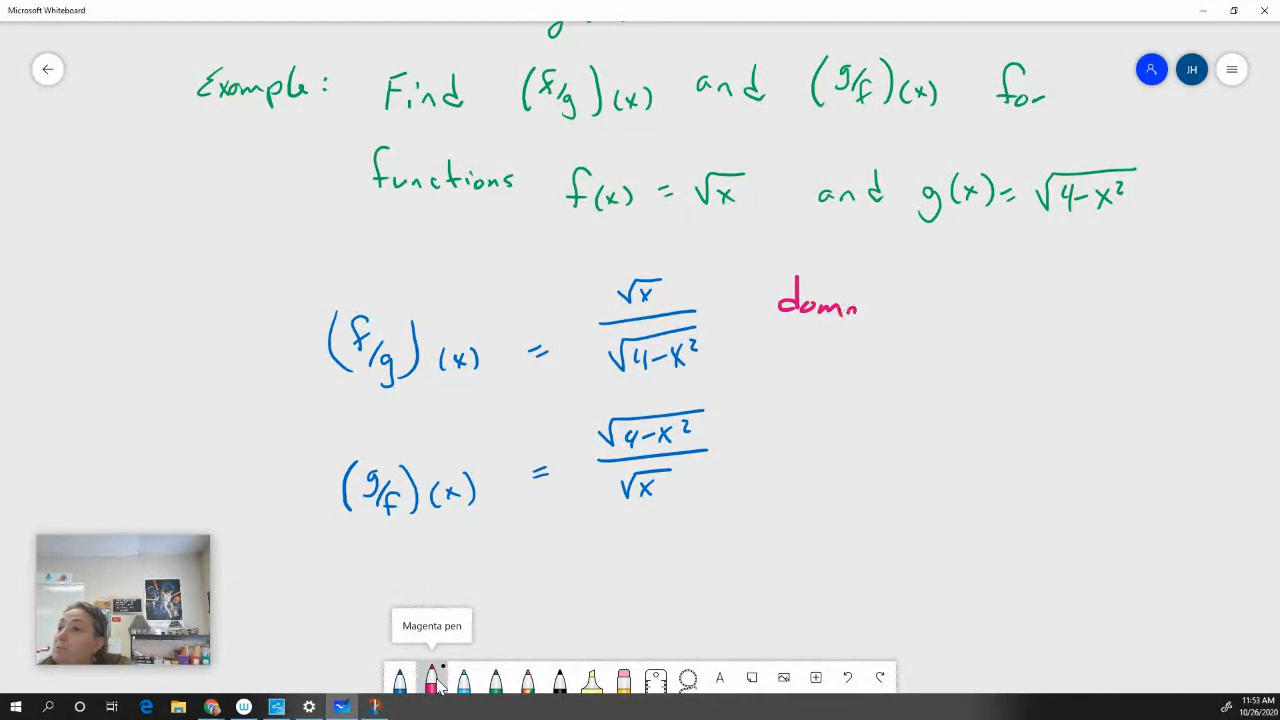 Microsoft Whiteboard
JH
Example: Find (f/g)(x) and (g/f)(x) for
functions f(x) = √x and g(x) = √4-x²
(f/g)(x) = √x / √4-x²
domn
(g/f)(x) = √4-x² / √x
Magenta pen
A
11:53 AM
10/26/2020